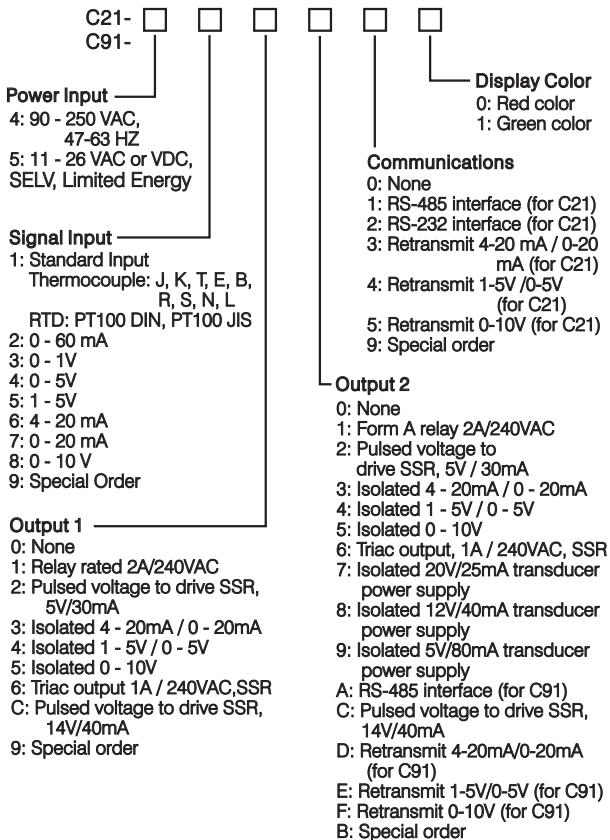 C21-
C91-
Power Input
4: 90 - 250 VAC,
47-63 HZ
5: 11 - 26 VAC or VDC,
SELV, Limited Energy
Signal Input
1: Standard Input
Thermocouple: J, K, T, E, B,
R, S, N, L
RTD: PT100 DIN, PT100 JIS
2: 0 - 60 mA
3: 0 - 1V
4: 0 - 5V
5: 1 - 5V
6: 4 - 20 mA
7: 0 - 20 mA
8: 0 - 10 V
9: Special Order
Output 1
0: None
1: Relay rated 2A/240VAC
2: Pulsed voltage to drive SSR,
5V/30mA
3: Isolated 4 - 20mA / 0 - 20mA
4: Isolated 1 - 5V / 0 - 5V
5: Isolated 0 - 10V
6: Triac output 1A / 240VAC,SSR
C: Pulsed voltage to drive SSR,
14V/40mA
9: Special order
Display Color
0: Red color
1: Green color
Communications
0: None
1: RS-485 interface (for C21)
2: RS-232 interface (for C21)
3: Retransmit 4-20 mA / 0-20
mA (for C21)
4: Retransmit 1-5V /0-5V
(for C21)
5: Retransmit 0-10V (for C21)
9: Special order
Output 2
0: None
1: Form A relay 2A/240VAC
2: Pulsed voltage to
drive SSR, 5V / 30mA
3: Isolated 4 - 20mA / 0 - 20mA
4: Isolated 1 - 5V / 0 - 5V
5: Isolated 0 - 10V
6: Triac output, 1A / 240VAC, SSR
7: Isolated 20V/25mA transducer
power supply
8: Isolated 12V/40mA transducer
power supply
9: Isolated 5V/80mA transducer
power supply
A: RS-485 interface (for C91)
C: Pulsed voltage to drive SSR,
14V/40mA
D: Retransmit 4-20mA/0-20mA
(for C91)
E: Retransmit 1-5V/0-5V (for C91)
F: Retransmit 0-10V (for C91)
B: Special order